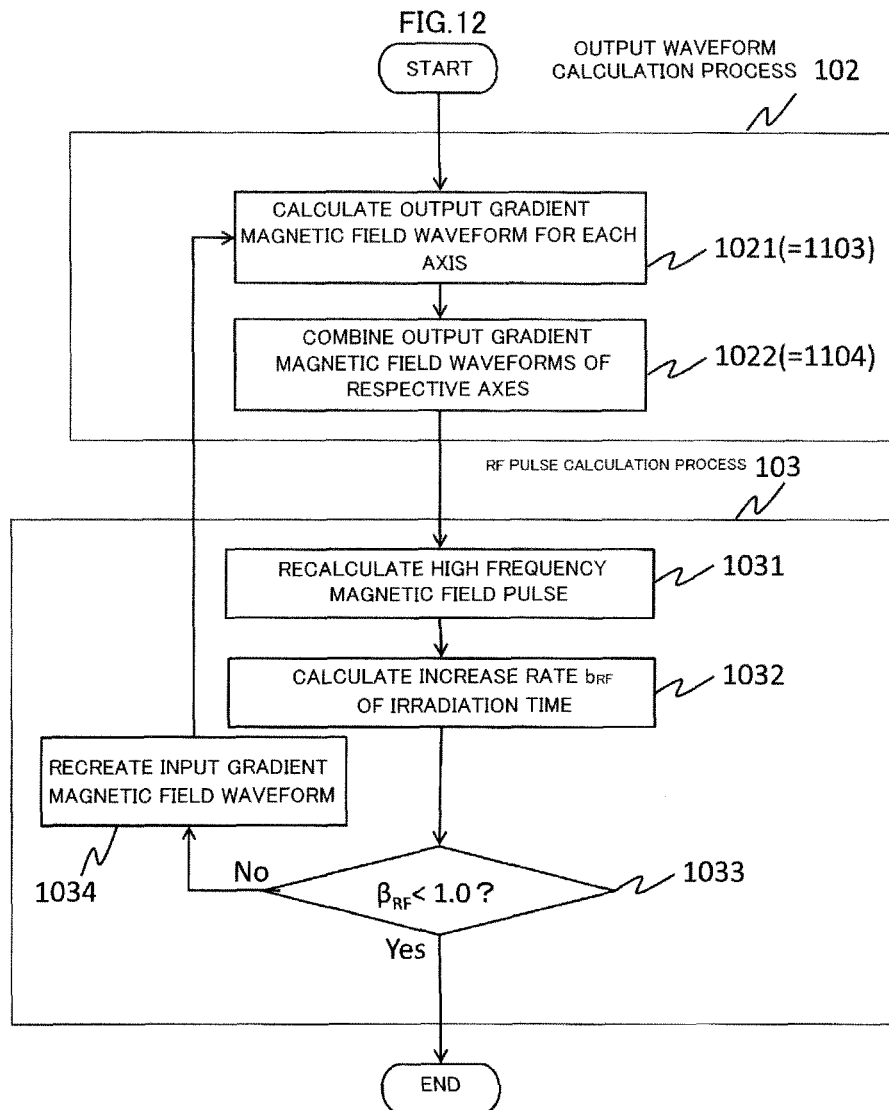 FIG.12
START
OUTPUT WAVEFORM
CALCULATION PROCESS 102
CALCULATE OUTPUT GRADIENT
MAGNETIC FIELD WAVEFORM FOR EACH
AXIS
1021(=1103)
COMBINE OUTPUT GRADIENT
MAGNETIC FIELD WAVEFORMS OF
RESPECTIVE AXES
1022(=1104)
RF PULSE CALCULATION PROCESS 103
RECALCULATE HIGH FREQUENCY
MAGNETIC FIELD PULSE
1031
CALCULATE INCREASE RATE bRF
OF IRRADIATION TIME
1032
RECREATE INPUT GRADIENT
MAGNETIC FIELD WAVEFORM
1034
No
βRF< 1.0?
1033
Yes
END